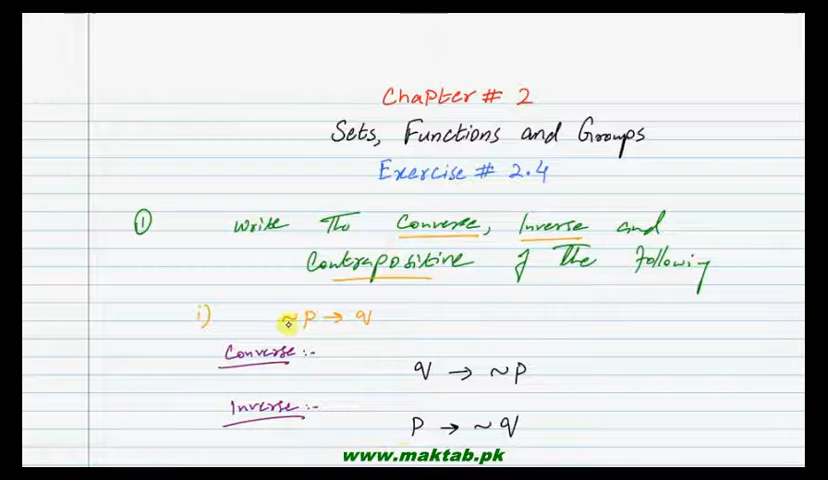 Chapter # 2
Sets, Functions and Groups
Exercise # 2.4
① Write The Converse, Inverse and
Contrapositive of The Following
i) ~p → q
Converse :-
q → ~p
Inverse :-
p → ~q
www.maktab.pk